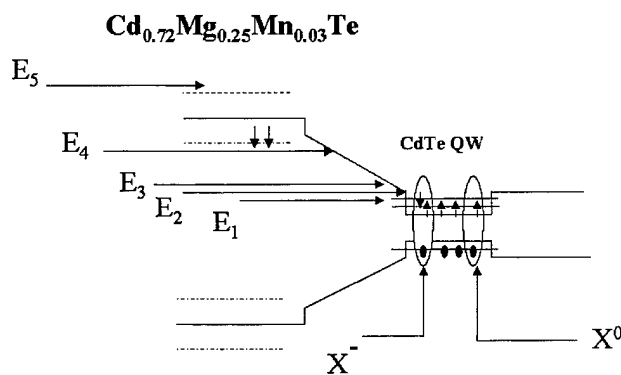 Cd0.72Mg0.25Mn0.03Te
E5
E4
CdTe QW
E3
E2
E1
X-
X0